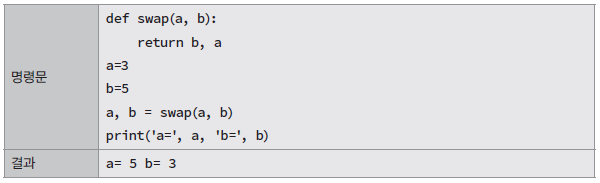 명령문
def swap(a, b):
    return b, a
a=3
b=5
a, b = swap(a, b)
print('a=', a, 'b=', b)
결과
a= 5 b= 3